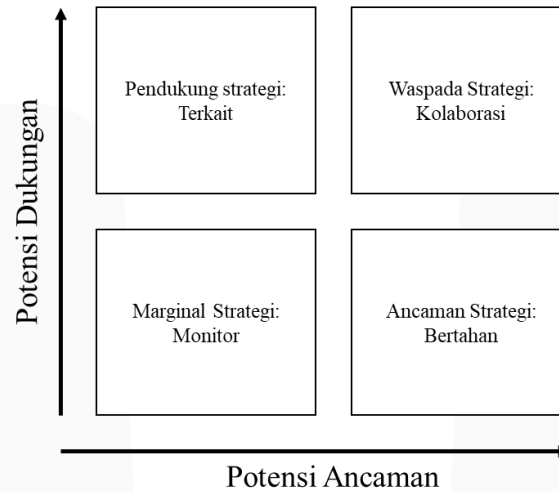 Potensi Dukungan
Pendukung strategi:
Terkait
Waspada Strategi:
Kolaborasi
Marginal Strategi:
Monitor
Ancaman Strategi:
Bertahan
Potensi Ancaman